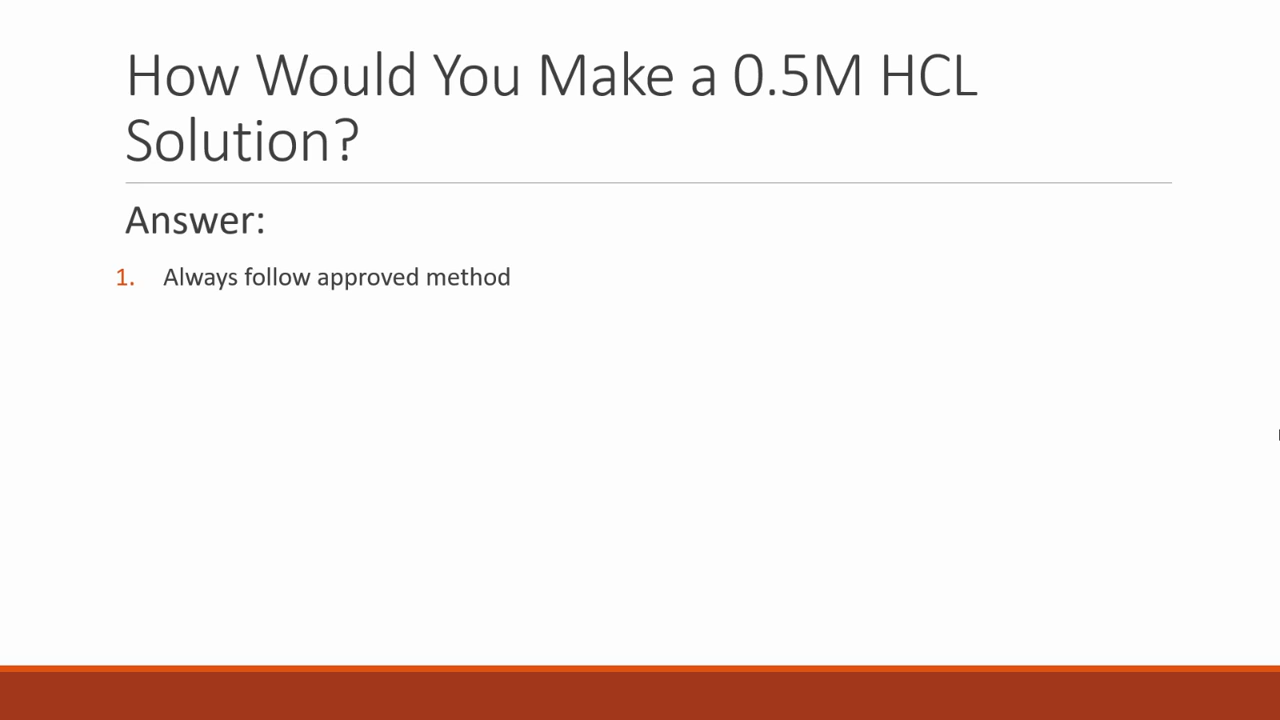 How Would You Make a 0.5M HCL
Solution?
Answer:
1. Always follow approved method